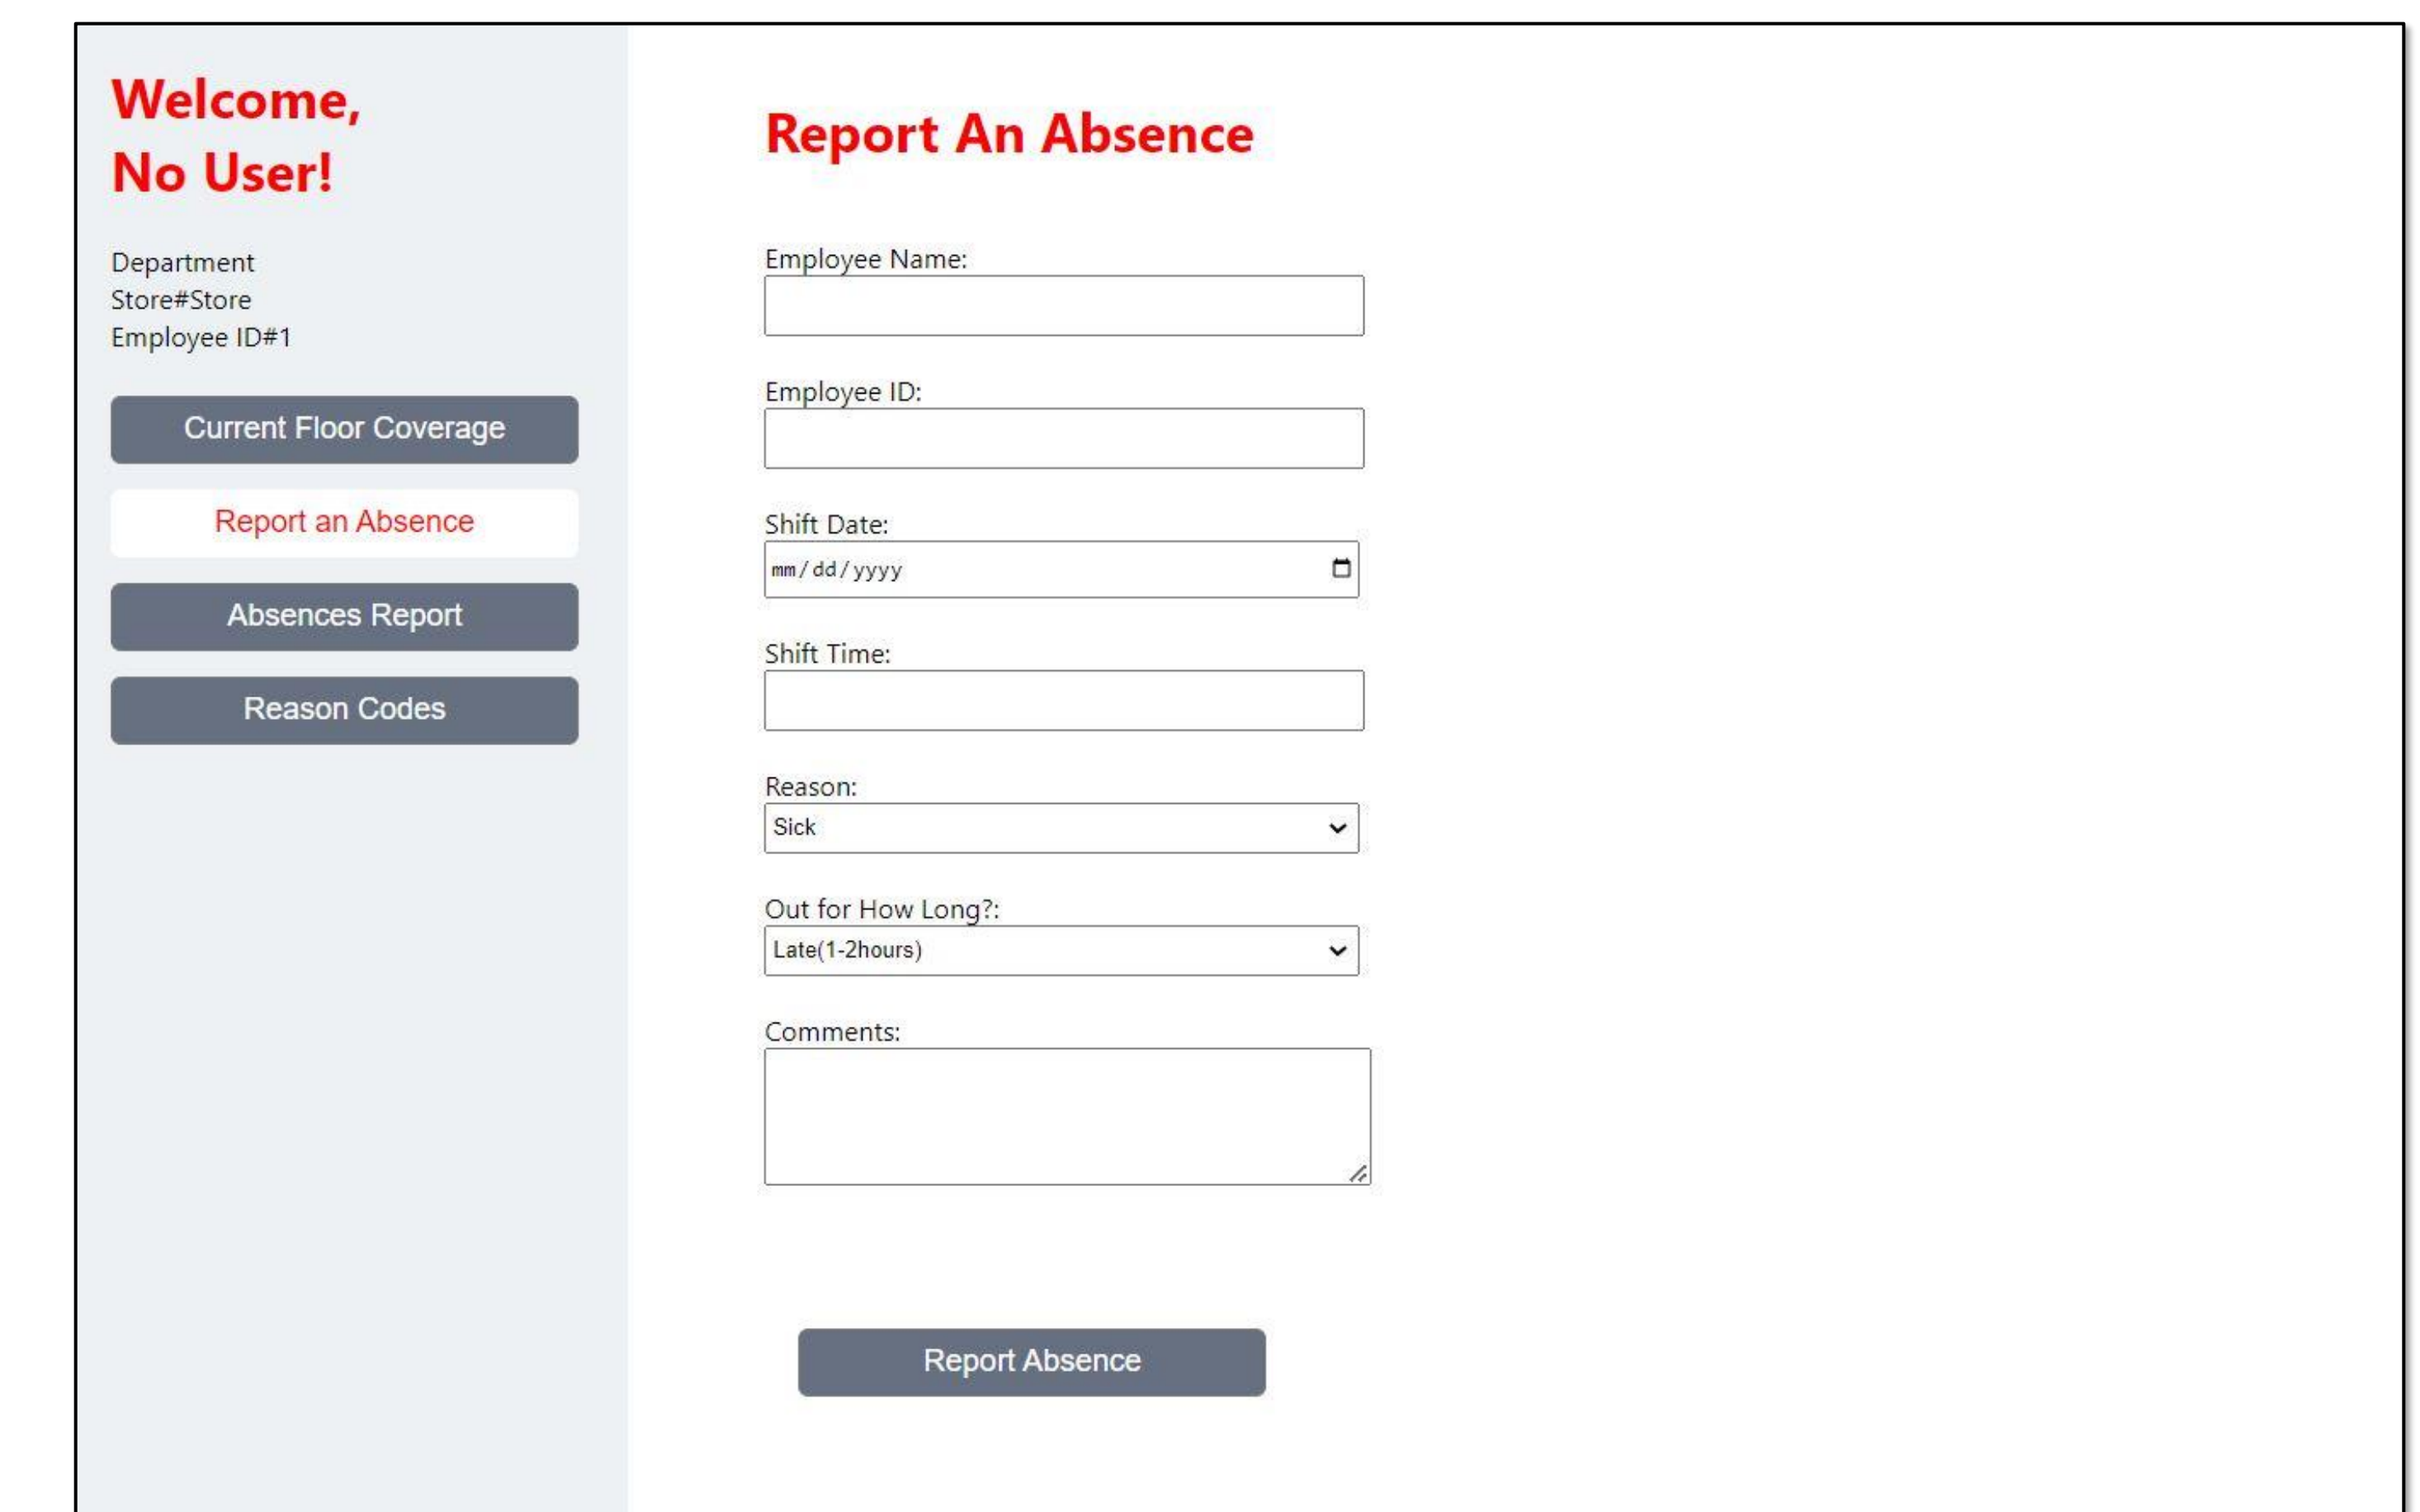 Welcome,
No User!
Department
Store#Store
Employee ID#1
Current Floor Coverage
Report an Absence
Absences Report
Reason Codes
Report An Absence
Employee Name:
Employee ID:
Shift Date:
mm/dd/yyyy
Shift Time:
Reason:
Sick
Out for How Long?:
Late(1-2hours)
Comments:
Report Absence